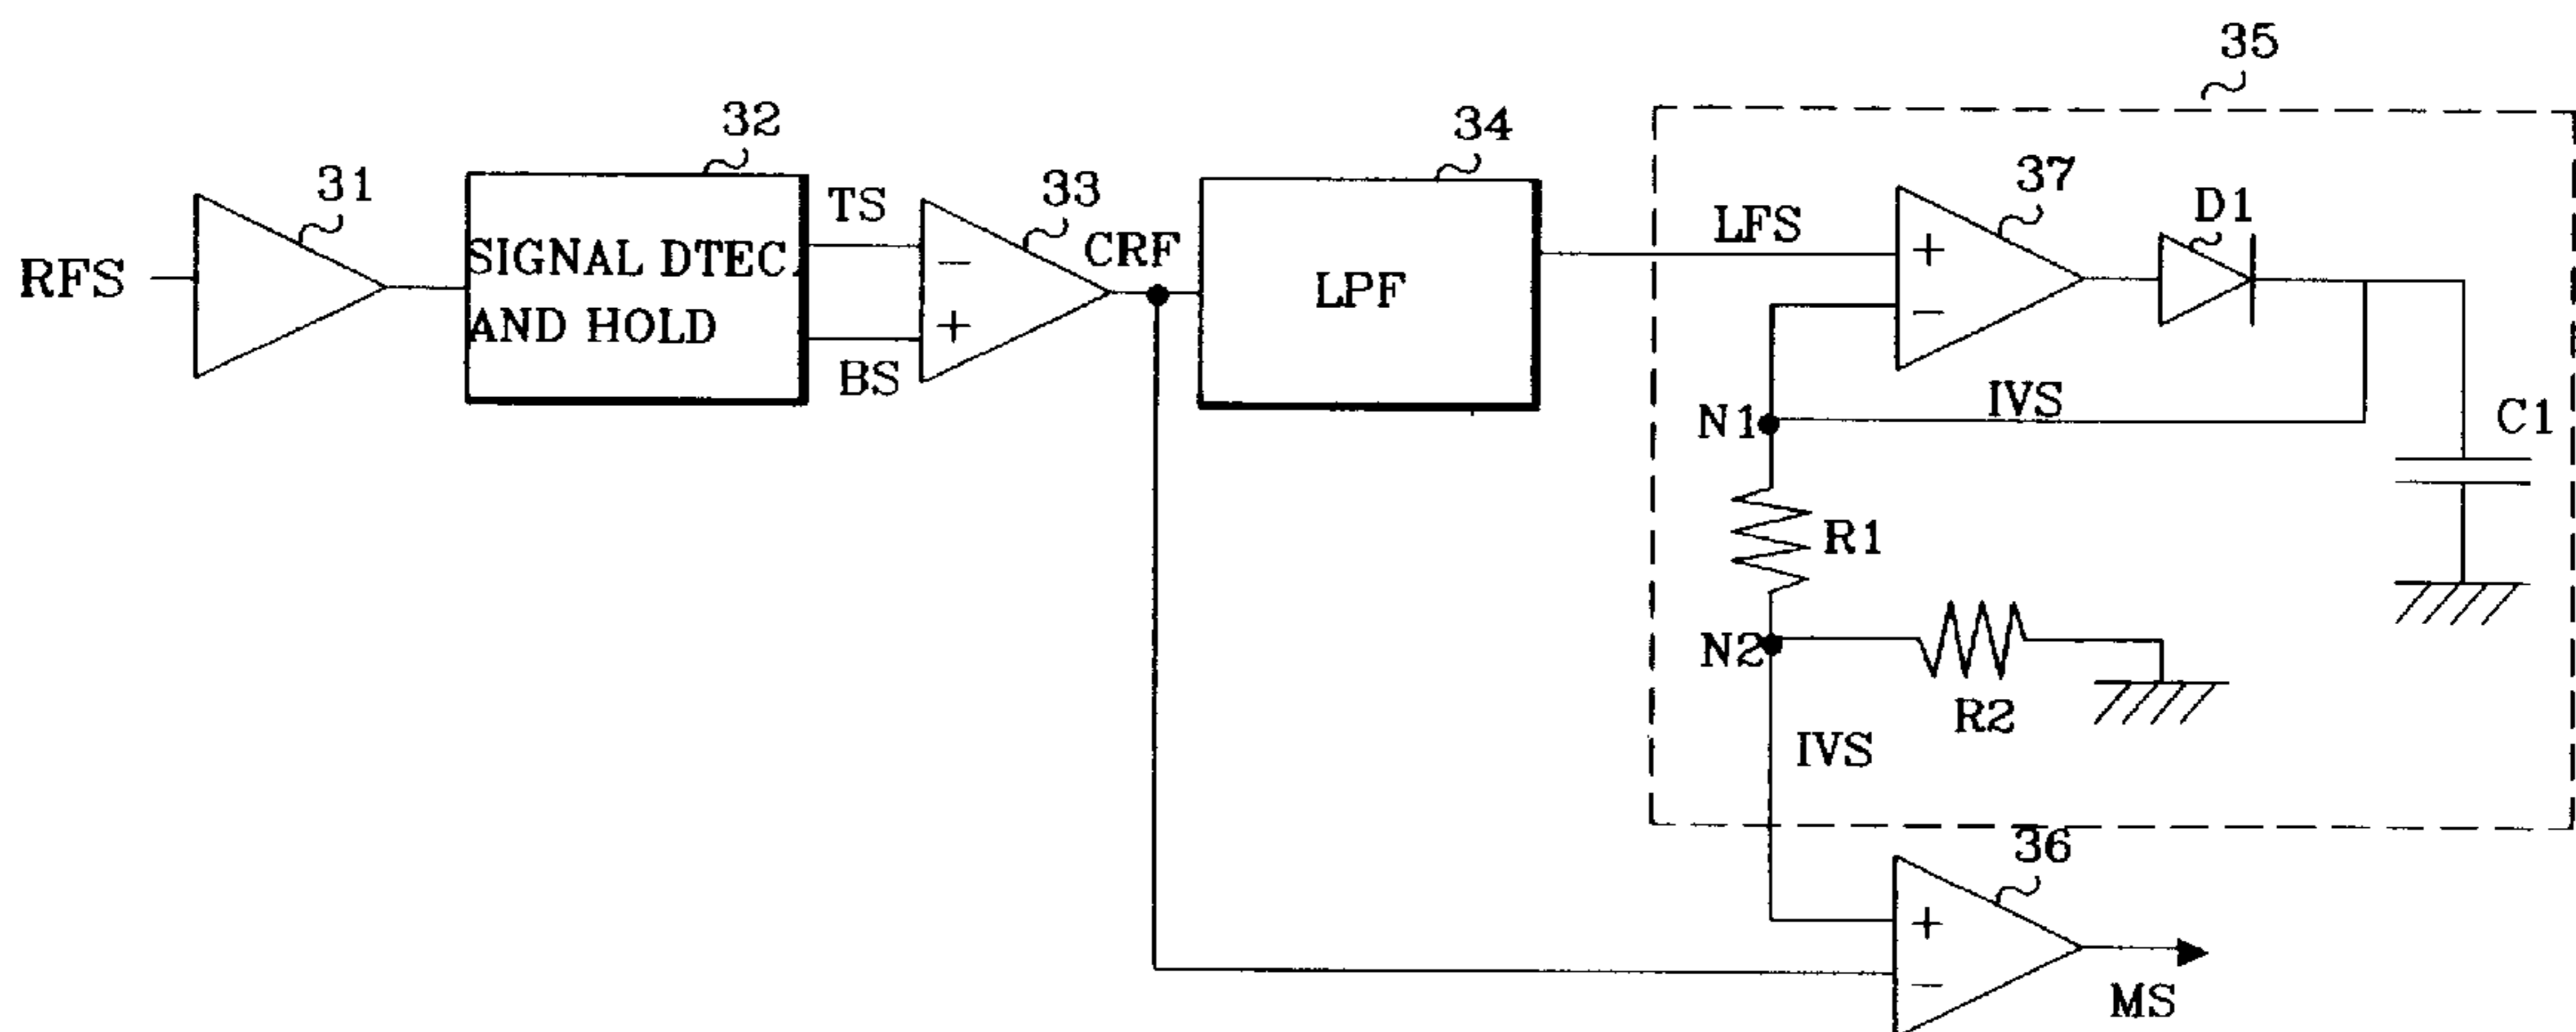 35
32
34
31
TS
33
37
D1
RFS
SIGNAL DTEC.
AND HOLD
CRF
LPF
LFS
+
−
−
+
BS
N1
IVS
C1
R1
N2
R2
IVS
36
+
−
MS